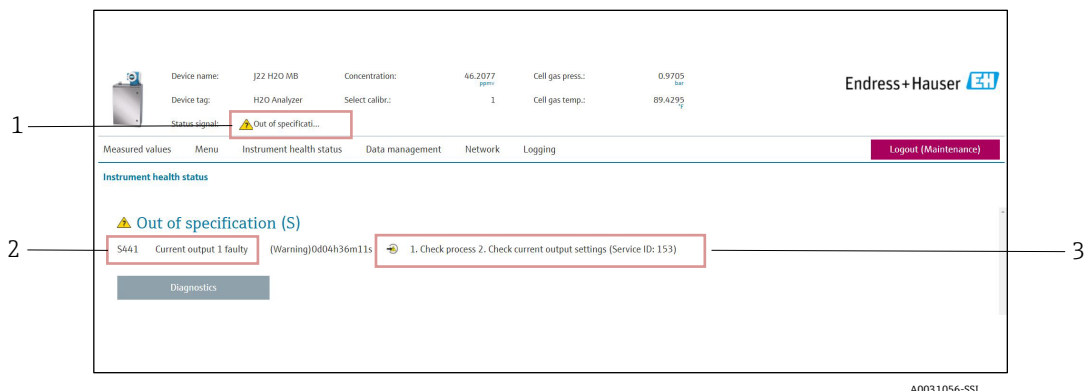 Device name: J22 H2O MB Concentration: 46.2077 ppmv Cell gas press.: 0.9705 bar
Endress+Hauser EH
Device tag: H2O Analyzer Select calibr.: 1 Cell gas temp.: 89.4295 °F
1
Status signal: Out of specificati...
Measured values Menu Instrument health status Data management Network Logging Logout (Maintenance)
Instrument health status
Out of specification (S)
2
S441 Current output 1 faulty (Warning)0d04h36m11s 1. Check process 2. Check current output settings (Service ID: 153)
3
Diagnostics
A0031056-SSI